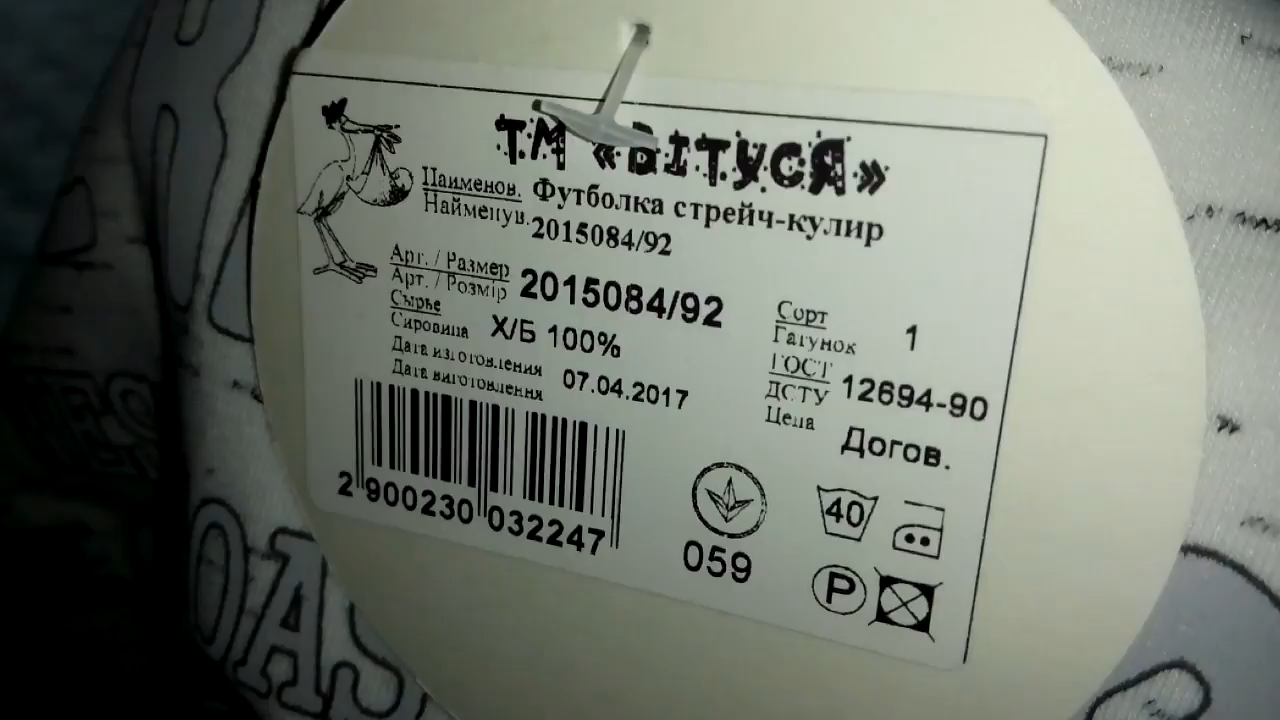 ТМ «ВІТУСЯ»
Наименов. Футболка стрейч-кулир
Найменув. 2015084/92
Арт. / Размер
Арт. / Розмір 2015084/92
Сырье
Сировина Х/Б 100%
Дата изготовления
Дата виготовлення 07.04.2017
Сорт
Гатунок 1
ГОСТ
ДСТУ 12694-90
Цена Догов.
2 900230 032247
059
40
P
OAS